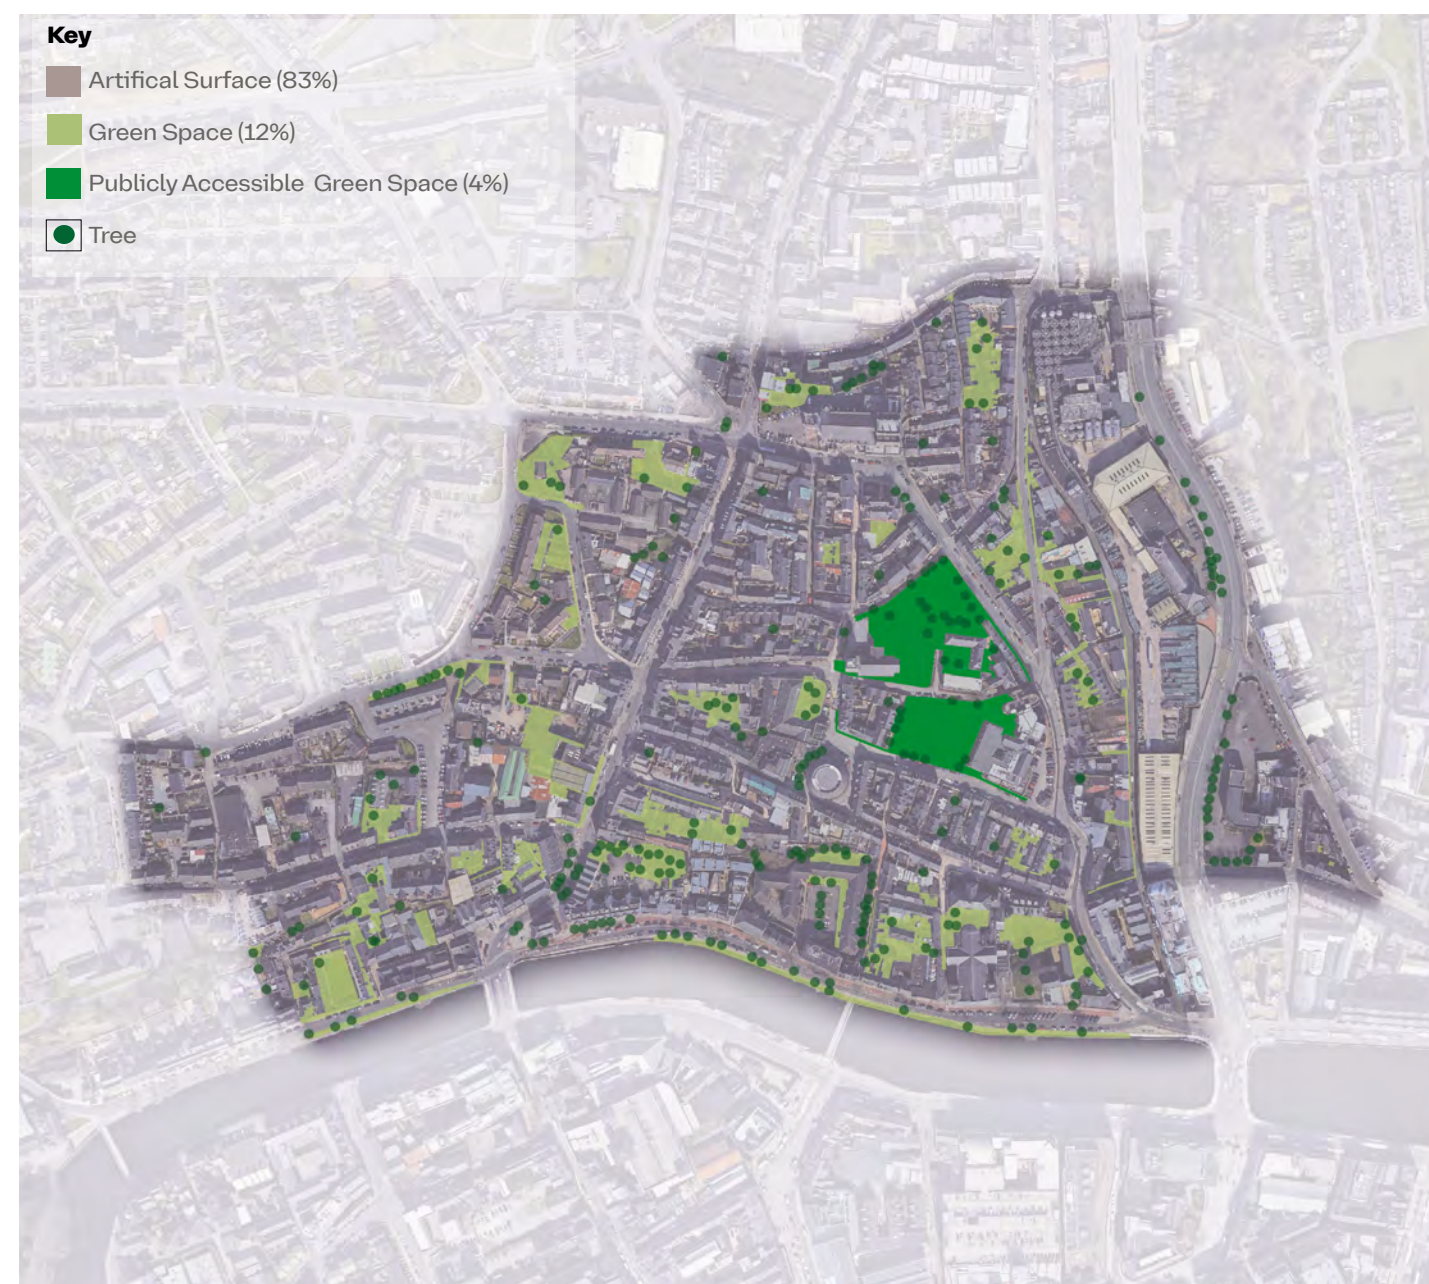 Key
Artifical Surface (83%)
Green Space (12%)
Publicly Accessible Green Space (4%)
Tree